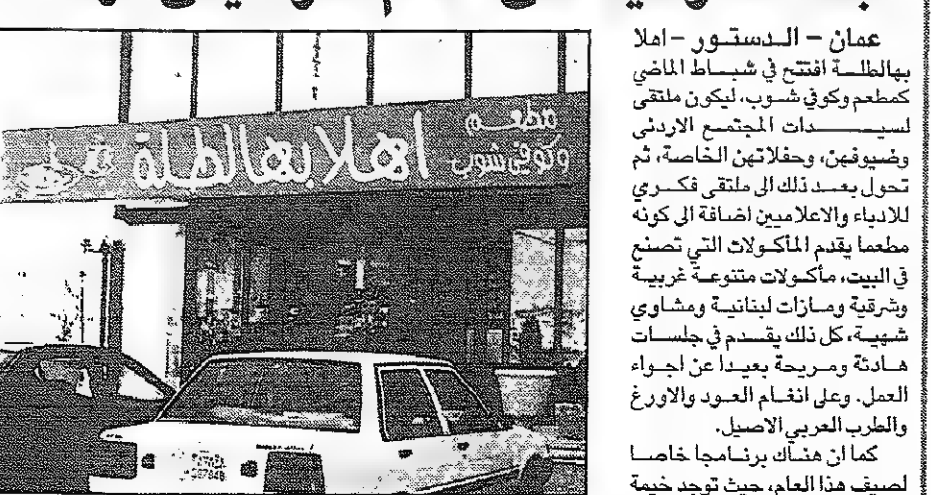 عمان – الدستور – اهلا
بهالطلة افتتح في شباط الماضي
كمطعم وكوفي شوب، ليكون ملتقى
لسيدات المجتمع الاردني
وضيوفهن، وحفلاتهن الخاصة، ثم
تحول بعد ذلك الى ملتقى فكري
للادباء والاعلاميين اضافة الى كونه
مطعما يقدم المأكولات التي تصنع
في البيت، مأكولات متنوعة غربية
وشرقية ومازات لبنانية ومشاوي
شهية، كل ذلك يقدم في جلسات
هادئة ومريحة بعيدا عن اجواء
العمل. وعلى انغام العود والاورغ
والطرب العربي الاصيل.
كما ان هناك برنامجا خاصا
لصيف هذا العام، حيث توجد خيمة
مطعم
وكوفي شوب
اهلا بهالطلة